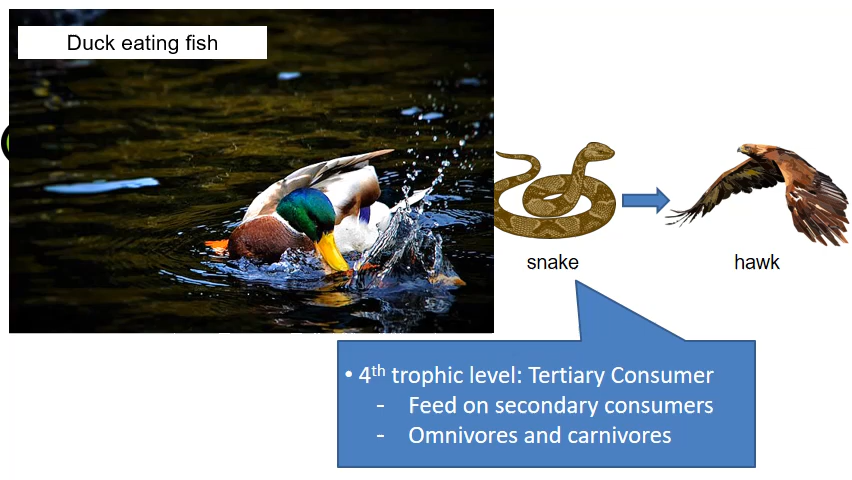 Duck eating fish
snake
hawk
• 4th trophic level: Tertiary Consumer
- Feed on secondary consumers
- Omnivores and carnivores